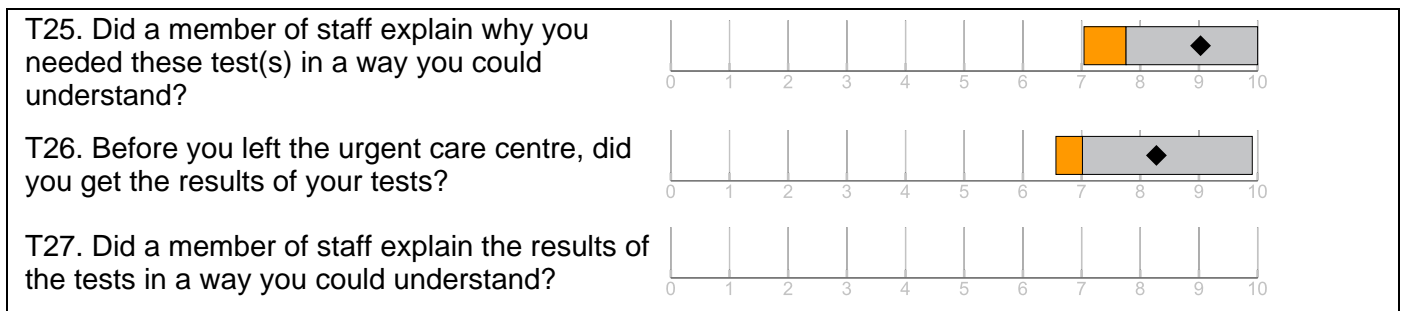 T25. Did a member of staff explain why you
needed these test(s) in a way you could
understand?
0 1 2 3 4 5 6 7 8 9 10
T26. Before you left the urgent care centre, did
you get the results of your tests?
0 1 2 3 4 5 6 7 8 9 10
T27. Did a member of staff explain the results of
the tests in a way you could understand?
0 1 2 3 4 5 6 7 8 9 10